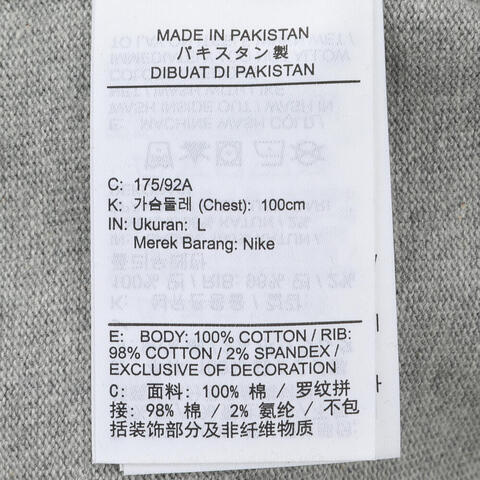 MADE IN PAKISTAN
パキスタン製
DIBUAT DI PAKISTAN
C: 175/92A
K: 가슴둘레 (Chest): 100cm
IN: Ukuran: L
Merek Barang: Nike
E: BODY: 100% COTTON / RIB:
98% COTTON / 2% SPANDEX /
EXCLUSIVE OF DECORATION
C: 面料: 100% 棉 / 罗纹拼
接: 98% 棉 / 2% 氨纶 / 不包
括装饰部分及非纤维物质